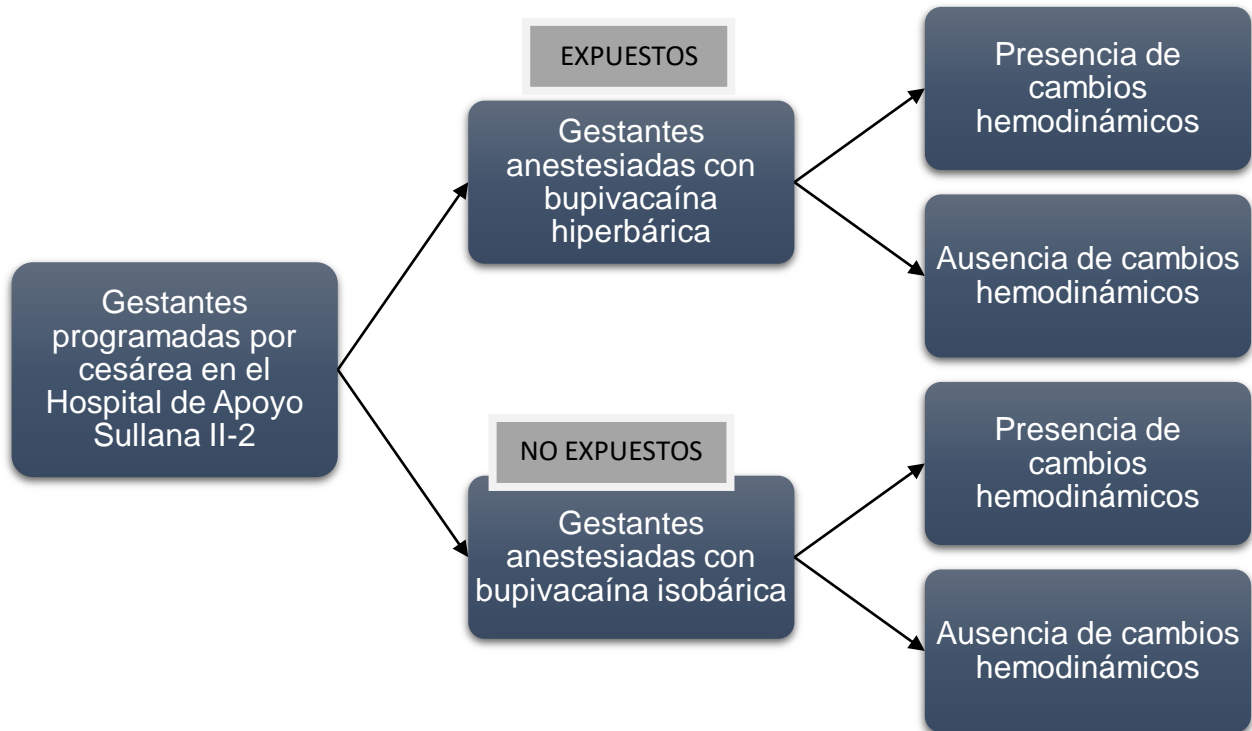 Gestantes
programadas por
cesárea en el
Hospital de Apoyo
Sullana II-2
EXPUESTOS
Gestantes
anestesiadas con
bupivacaína
hiperbárica
Presencia de
cambios
hemodinámicos
Ausencia de cambios
hemodinámicos
NO EXPUESTOS
Gestantes
anestesiadas con
bupivacaína isobárica
Presencia de
cambios
hemodinámicos
Ausencia de cambios
hemodinámicos